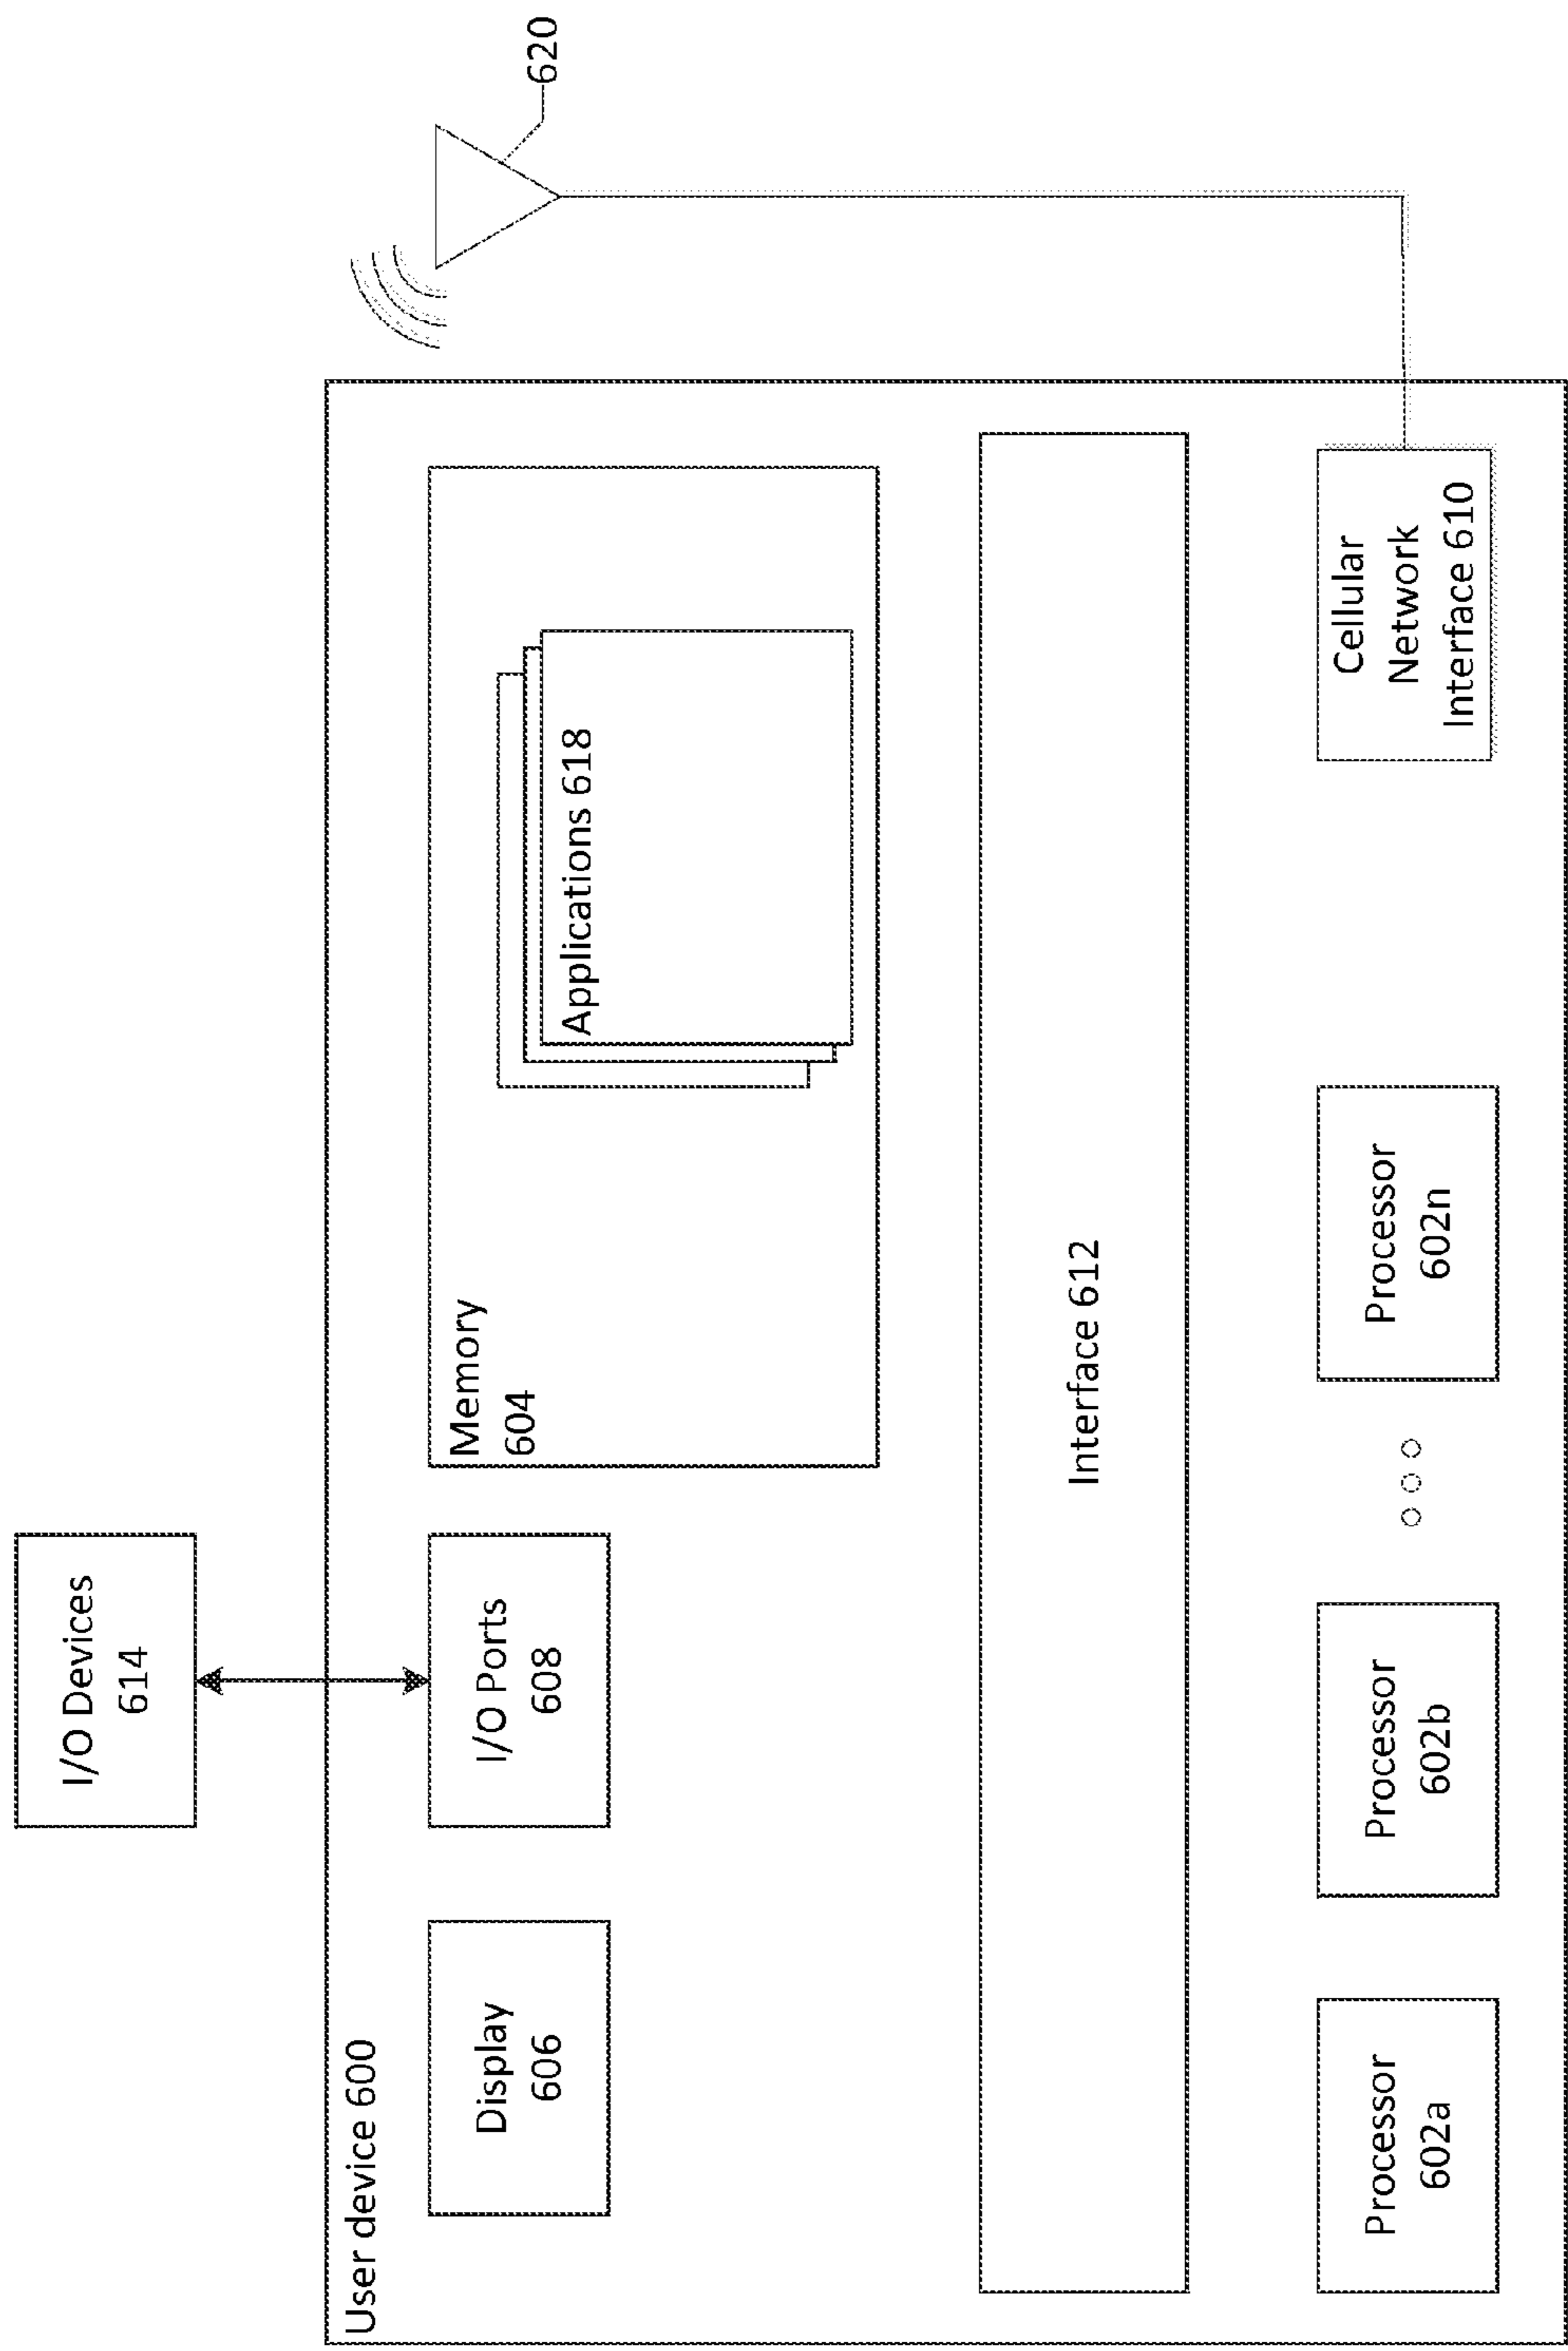 I/O Devices
614
620
User device 600
Display
606
I/O Ports
608
Memory
604
Applications 618
Interface 612
Processor
602a
Processor
602b
Processor
602n
Cellular
Network
Interface 610